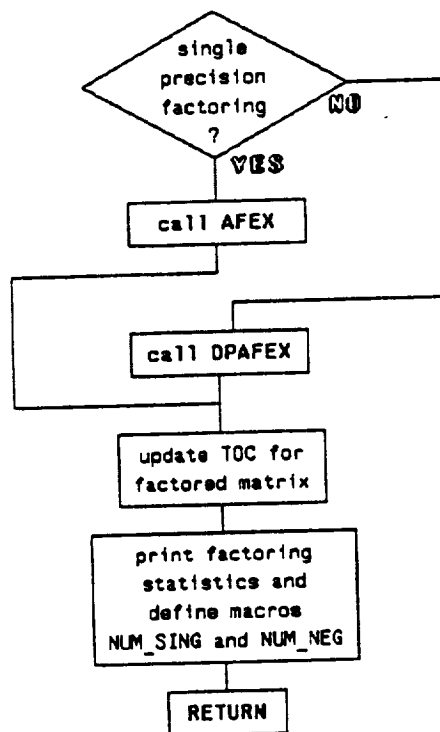 single
precision
factoring
?
NO
YES
call AFEX
call DPAFEX
update TOC for
factored matrix
print factoring
statistics and
define macros
NUM_SING and NUM_NEG
RETURN